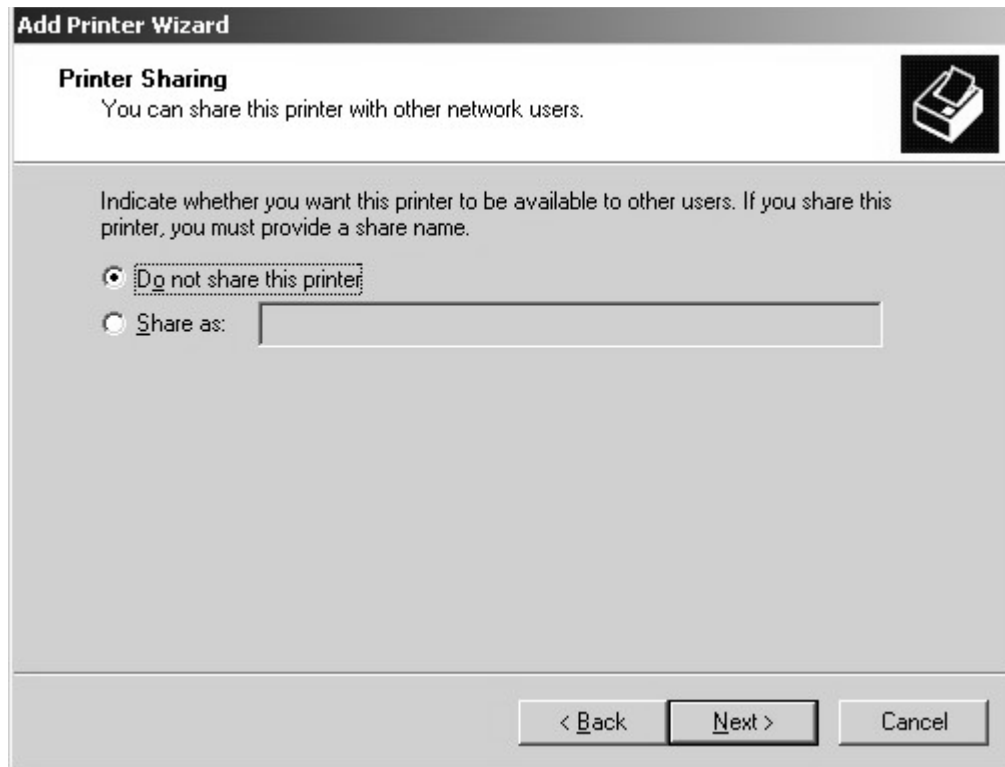 Add Printer Wizard
Printer Sharing
You can share this printer with other network users.
Indicate whether you want this printer to be available to other users. If you share this
printer, you must provide a share name.
Do not share this printer
Share as:
< Back Next > Cancel